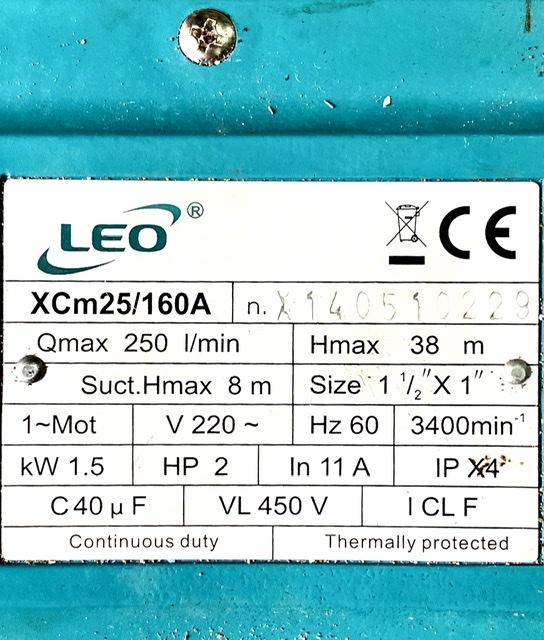 LEO®
CE
XCm25/160A n. X140510229
Qmax 250 l/min Hmax 38 m
Suct.Hmax 8 m Size 1 1/2"X 1"
1~Mot V 220 ~ Hz 60 3400min⁻¹
kW 1.5 HP 2 In 11 A IP X4
C 40 µ F VL 450 V I CL F
Continuous duty Thermally protected